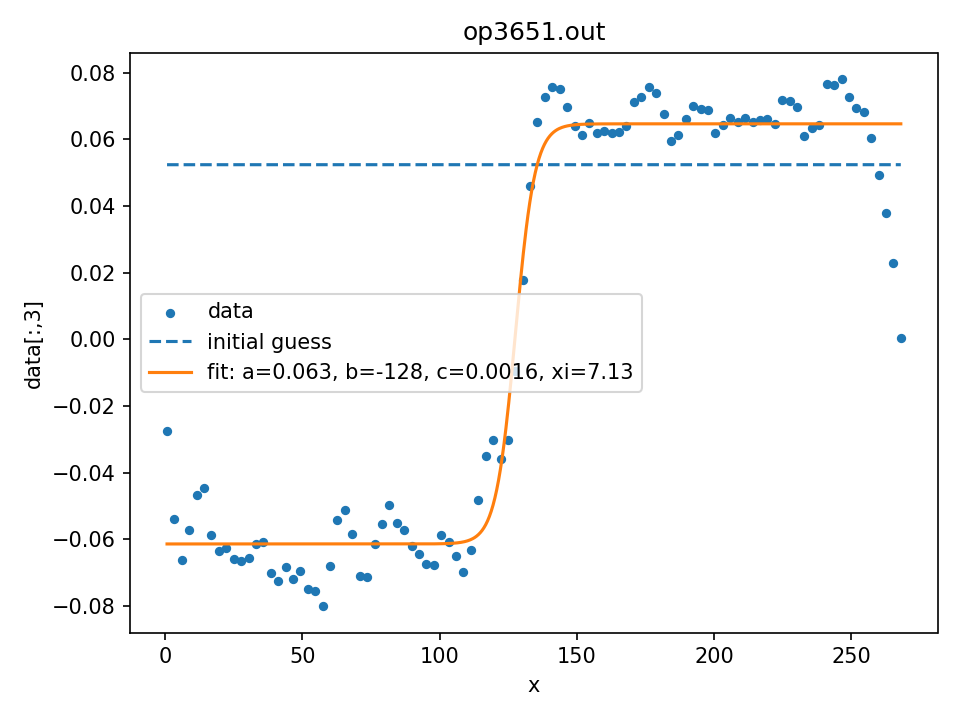 op3651.out
0.08
0.06
0.04
0.02
0.00
−0.02
−0.04
−0.06
−0.08
data[:,3]
data
initial guess
fit: a=0.063, b=-128, c=0.0016, xi=7.13
0 50 100 150 200 250
x